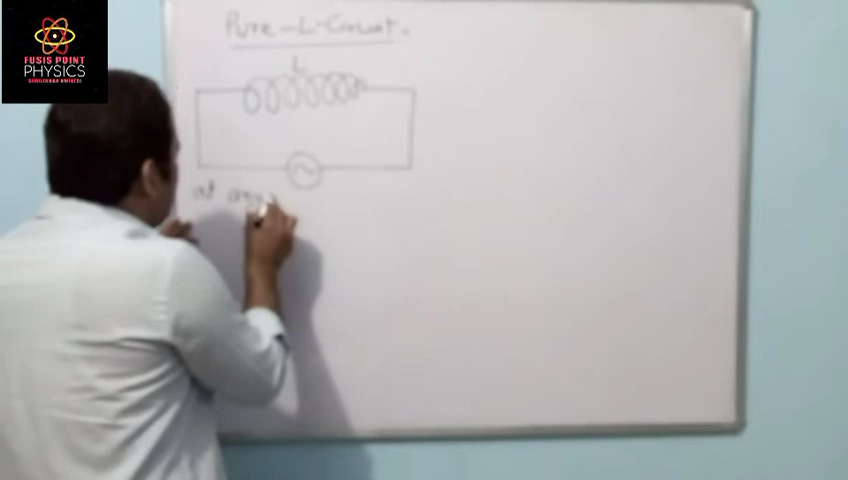 FUSIS POINT
PHYSICS
Pure - L - Circuit.
L
at any